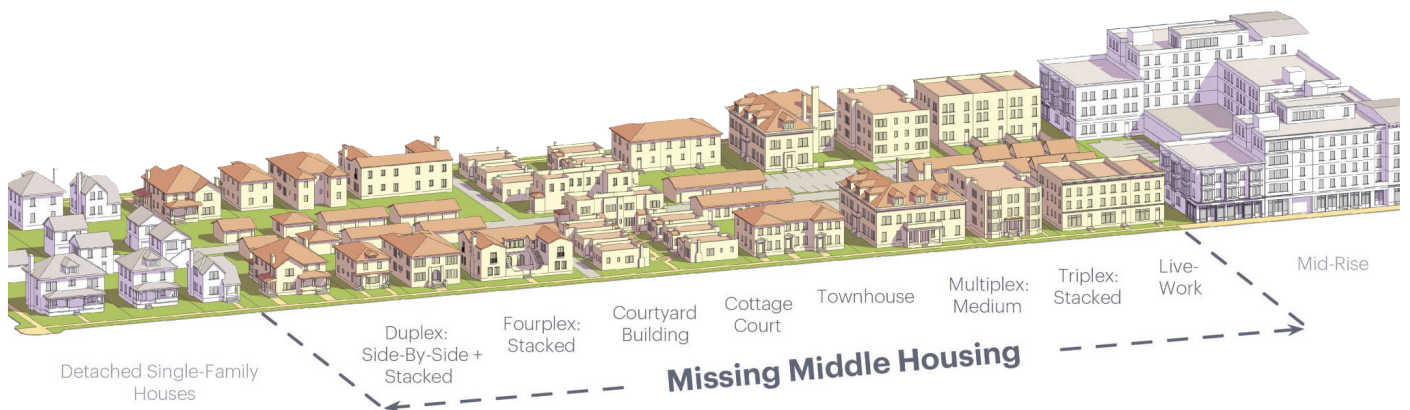 Detached Single-Family
Houses
Duplex:
Side-By-Side +
Stacked
Fourplex:
Stacked
Courtyard
Building
Cottage
Court
Townhouse
Multiplex:
Medium
Triplex:
Stacked
Live-
Work
Mid-Rise
Missing Middle Housing